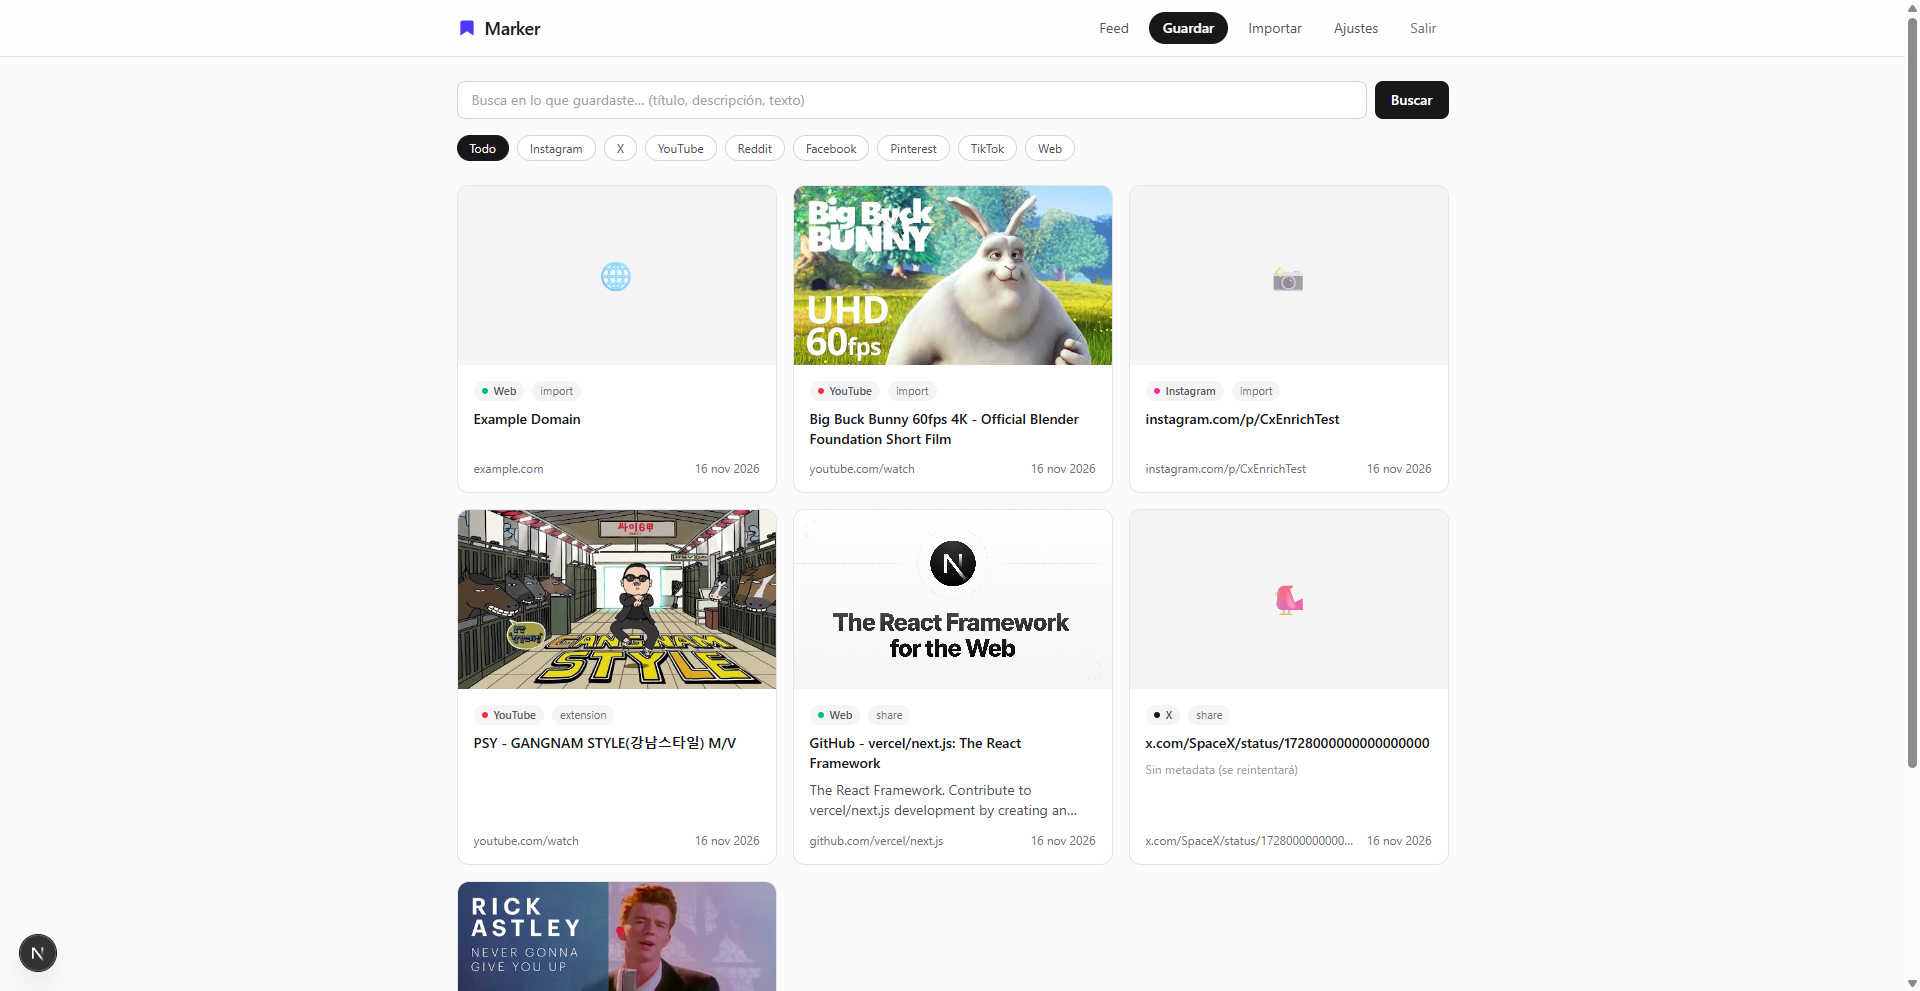 Marker
Feed
Guardar
Importar
Ajustes
Salir
Busca en lo que guardaste... (título, descripción, texto)
Buscar
Todo
Instagram
X
YouTube
Reddit
Facebook
Pinterest
TikTok
Web
Web
import
Example Domain
example.com
16 nov 2026
Big Buck
BUNNY
UHD
60fps
YouTube
import
Big Buck Bunny 60fps 4K - Official Blender
Foundation Short Film
youtube.com/watch
16 nov 2026
Instagram
import
instagram.com/p/CxEnrichTest
instagram.com/p/CxEnrichTest
16 nov 2026
싸이6甲
GANGNAM
STYLE
YouTube
extension
PSY - GANGNAM STYLE(강남스타일) M/V
youtube.com/watch
16 nov 2026
N
The React Framework
for the Web
Web
share
GitHub - vercel/next.js: The React
Framework
The React Framework. Contribute to
vercel/next.js development by creating an...
github.com/vercel/next.js
16 nov 2026
X
share
x.com/SpaceX/status/1728000000000000000
Sin metadata (se reintentará)
x.com/SpaceX/status/1728000000000...
16 nov 2026
RICK
ASTLEY
NEVER GONNA
GIVE YOU UP
N